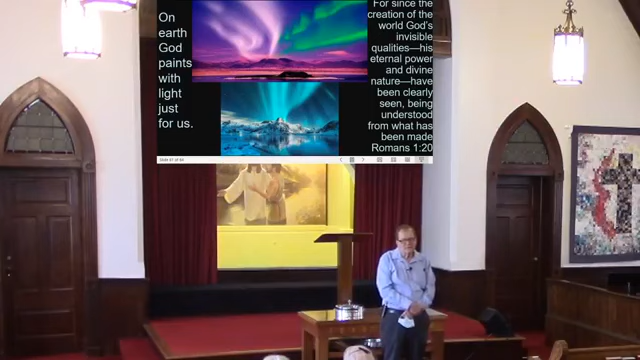 On
earth
God
paints
with
light
just
for us.
For since the
creation of the
world God's
invisible
qualities—his
eternal power
and divine
nature—have
been clearly
seen, being
understood
from what has
been made
Romans 1:20